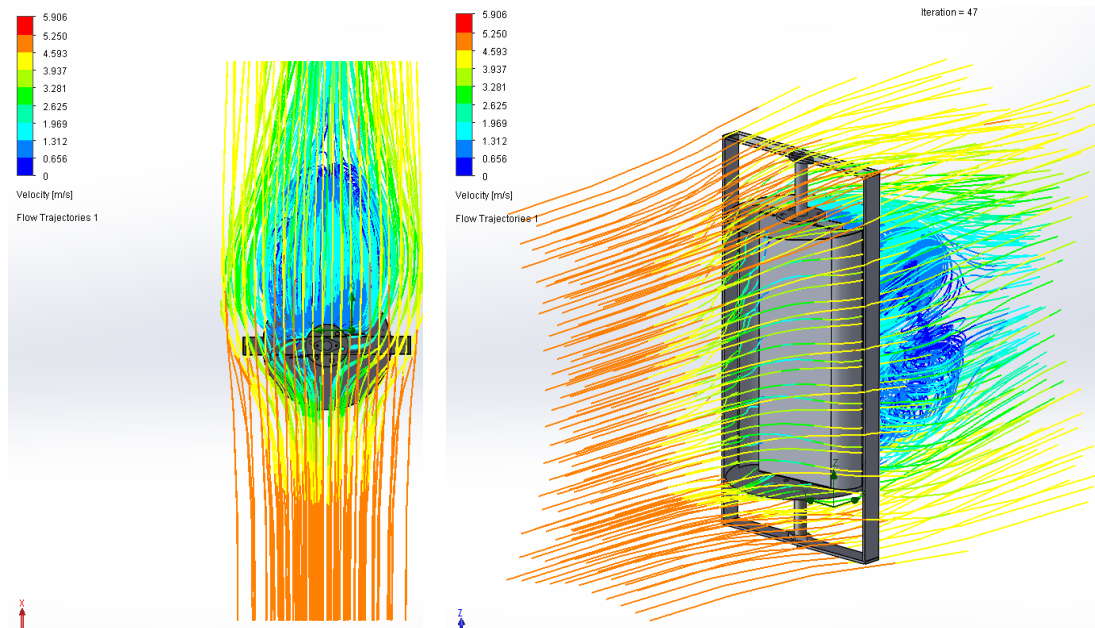 5.906
5.250
4.593
3.937
3.281
2.625
1.969
1.312
0.656
0
Velocity [m/s]
Flow Trajectories 1
X
5.906
5.250
4.593
3.937
3.281
2.625
1.969
1.312
0.656
0
Velocity [m/s]
Flow Trajectories 1
Iteration = 47
Z
Z